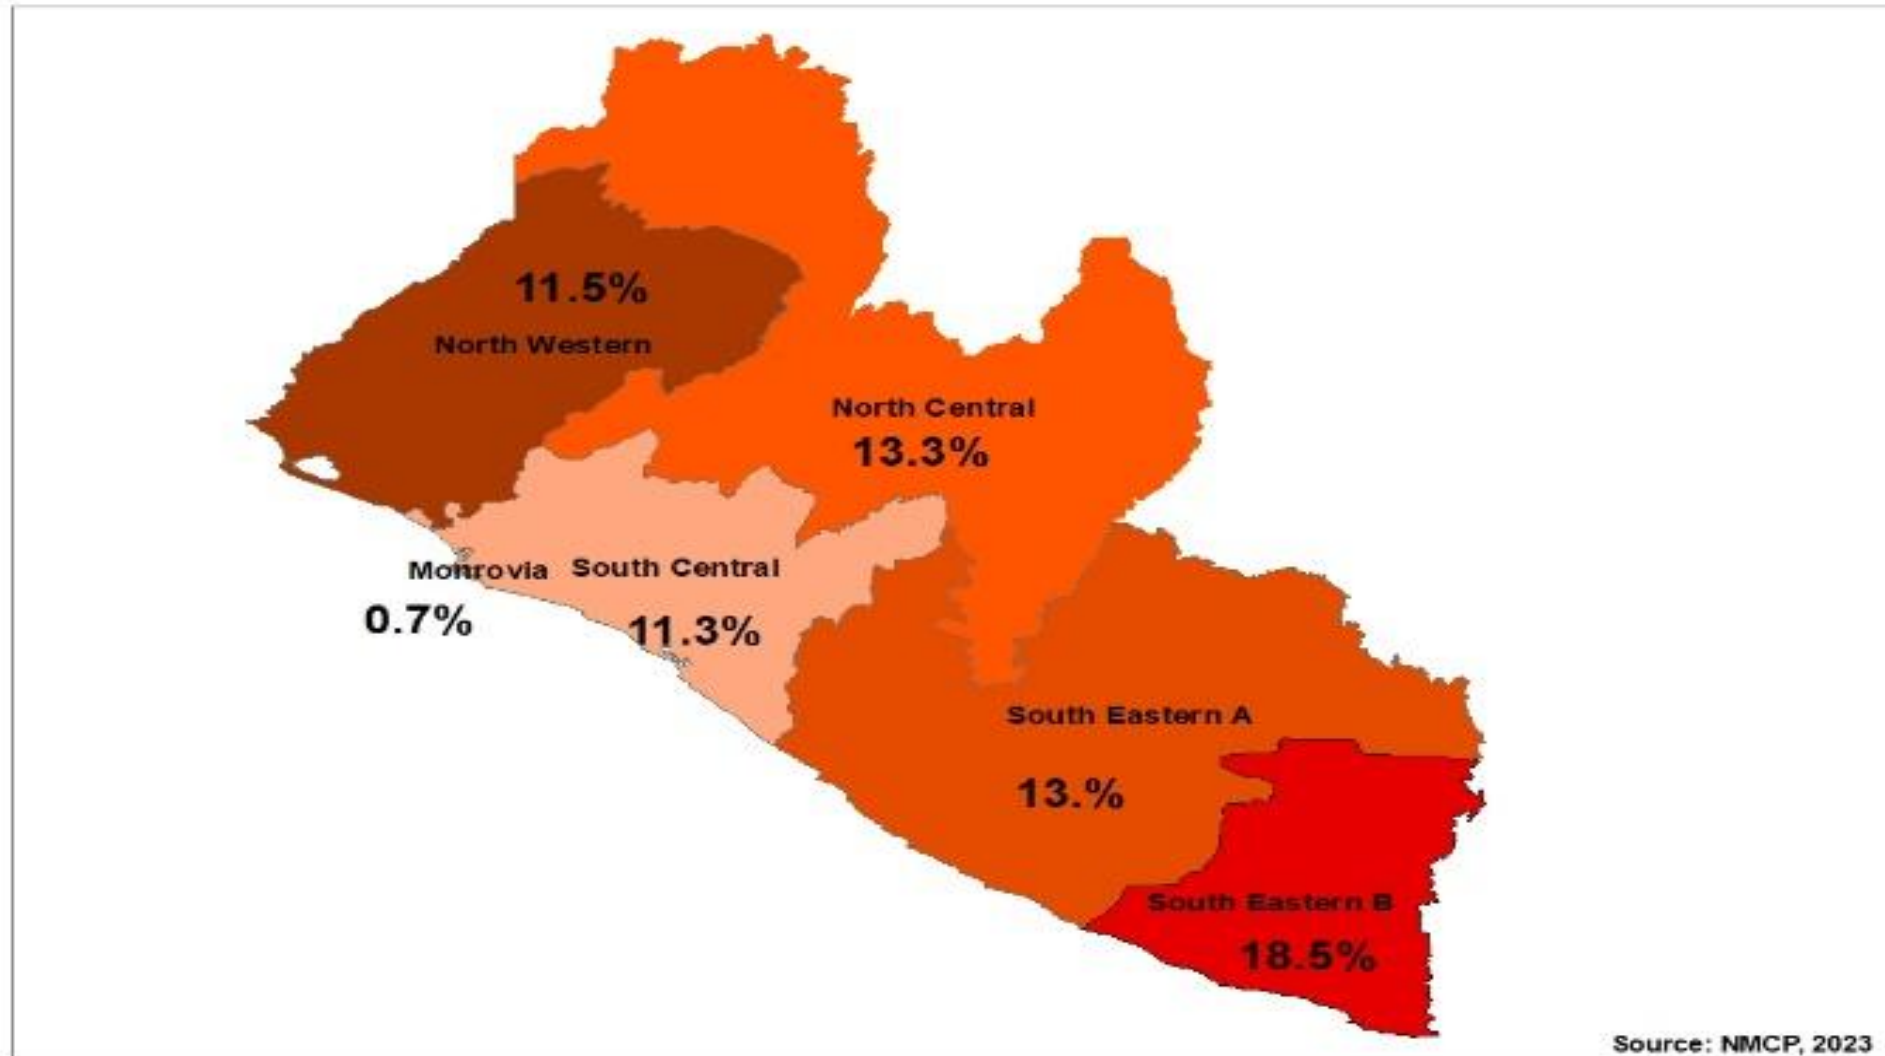 11.5%
North Western
North Central
13.3%
Monrovia
South Central
0.7%
11.3%
South Eastern A
13.%
South Eastern B
18.5%
Source: NMCP, 2023